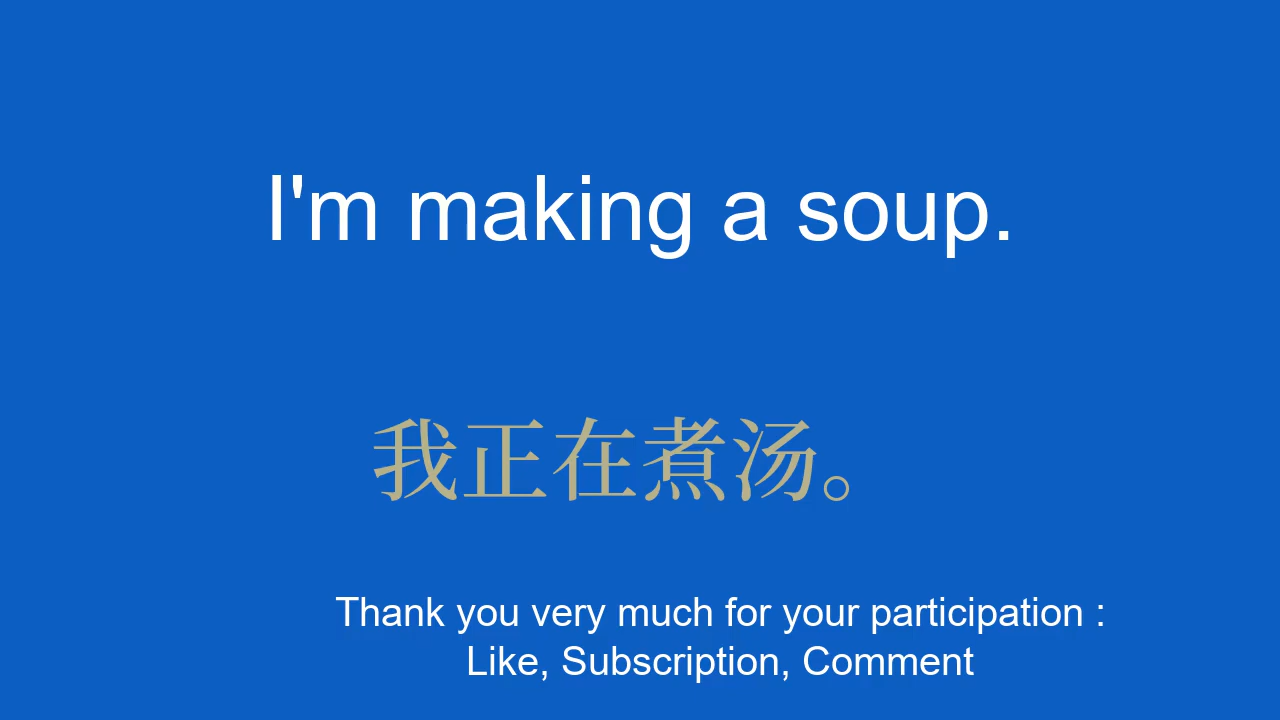 I'm making a soup.
我正在煮汤。
Thank you very much for your participation :
Like, Subscription, Comment